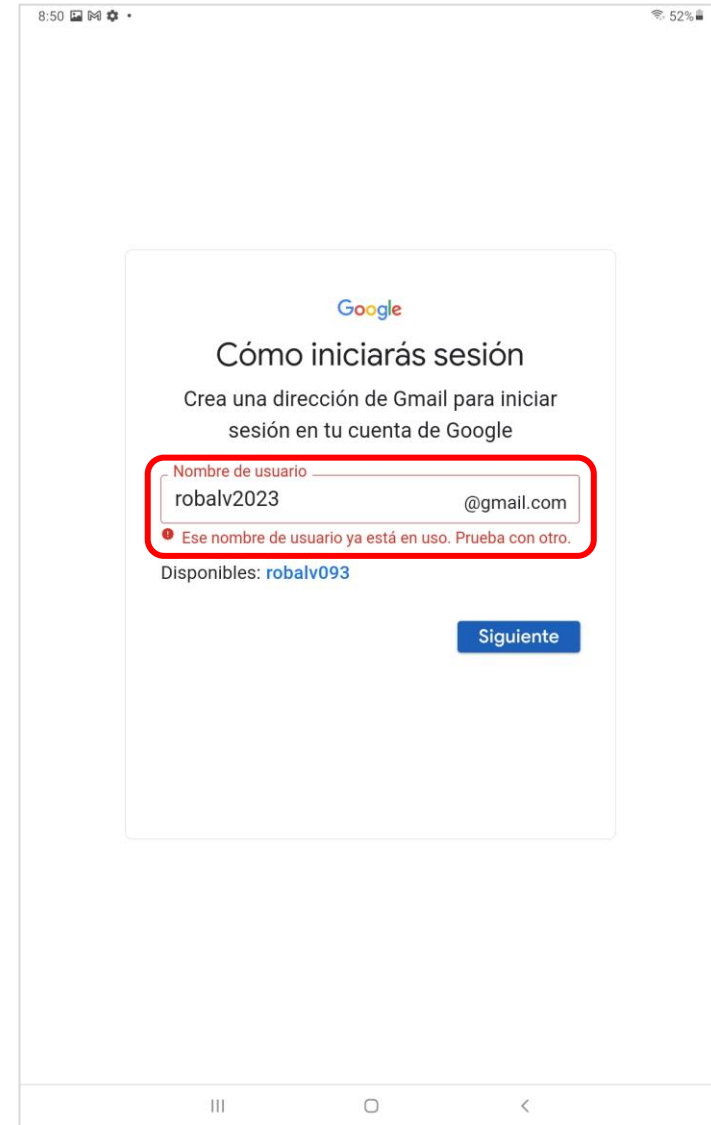 8:50 52%
Google
Cómo iniciarás sesión
Crea una dirección de Gmail para iniciar
sesión en tu cuenta de Google
Nombre de usuario
robalv2023 @gmail.com
Ese nombre de usuario ya está en uso. Prueba con otro.
Disponibles: robalv093
Siguiente